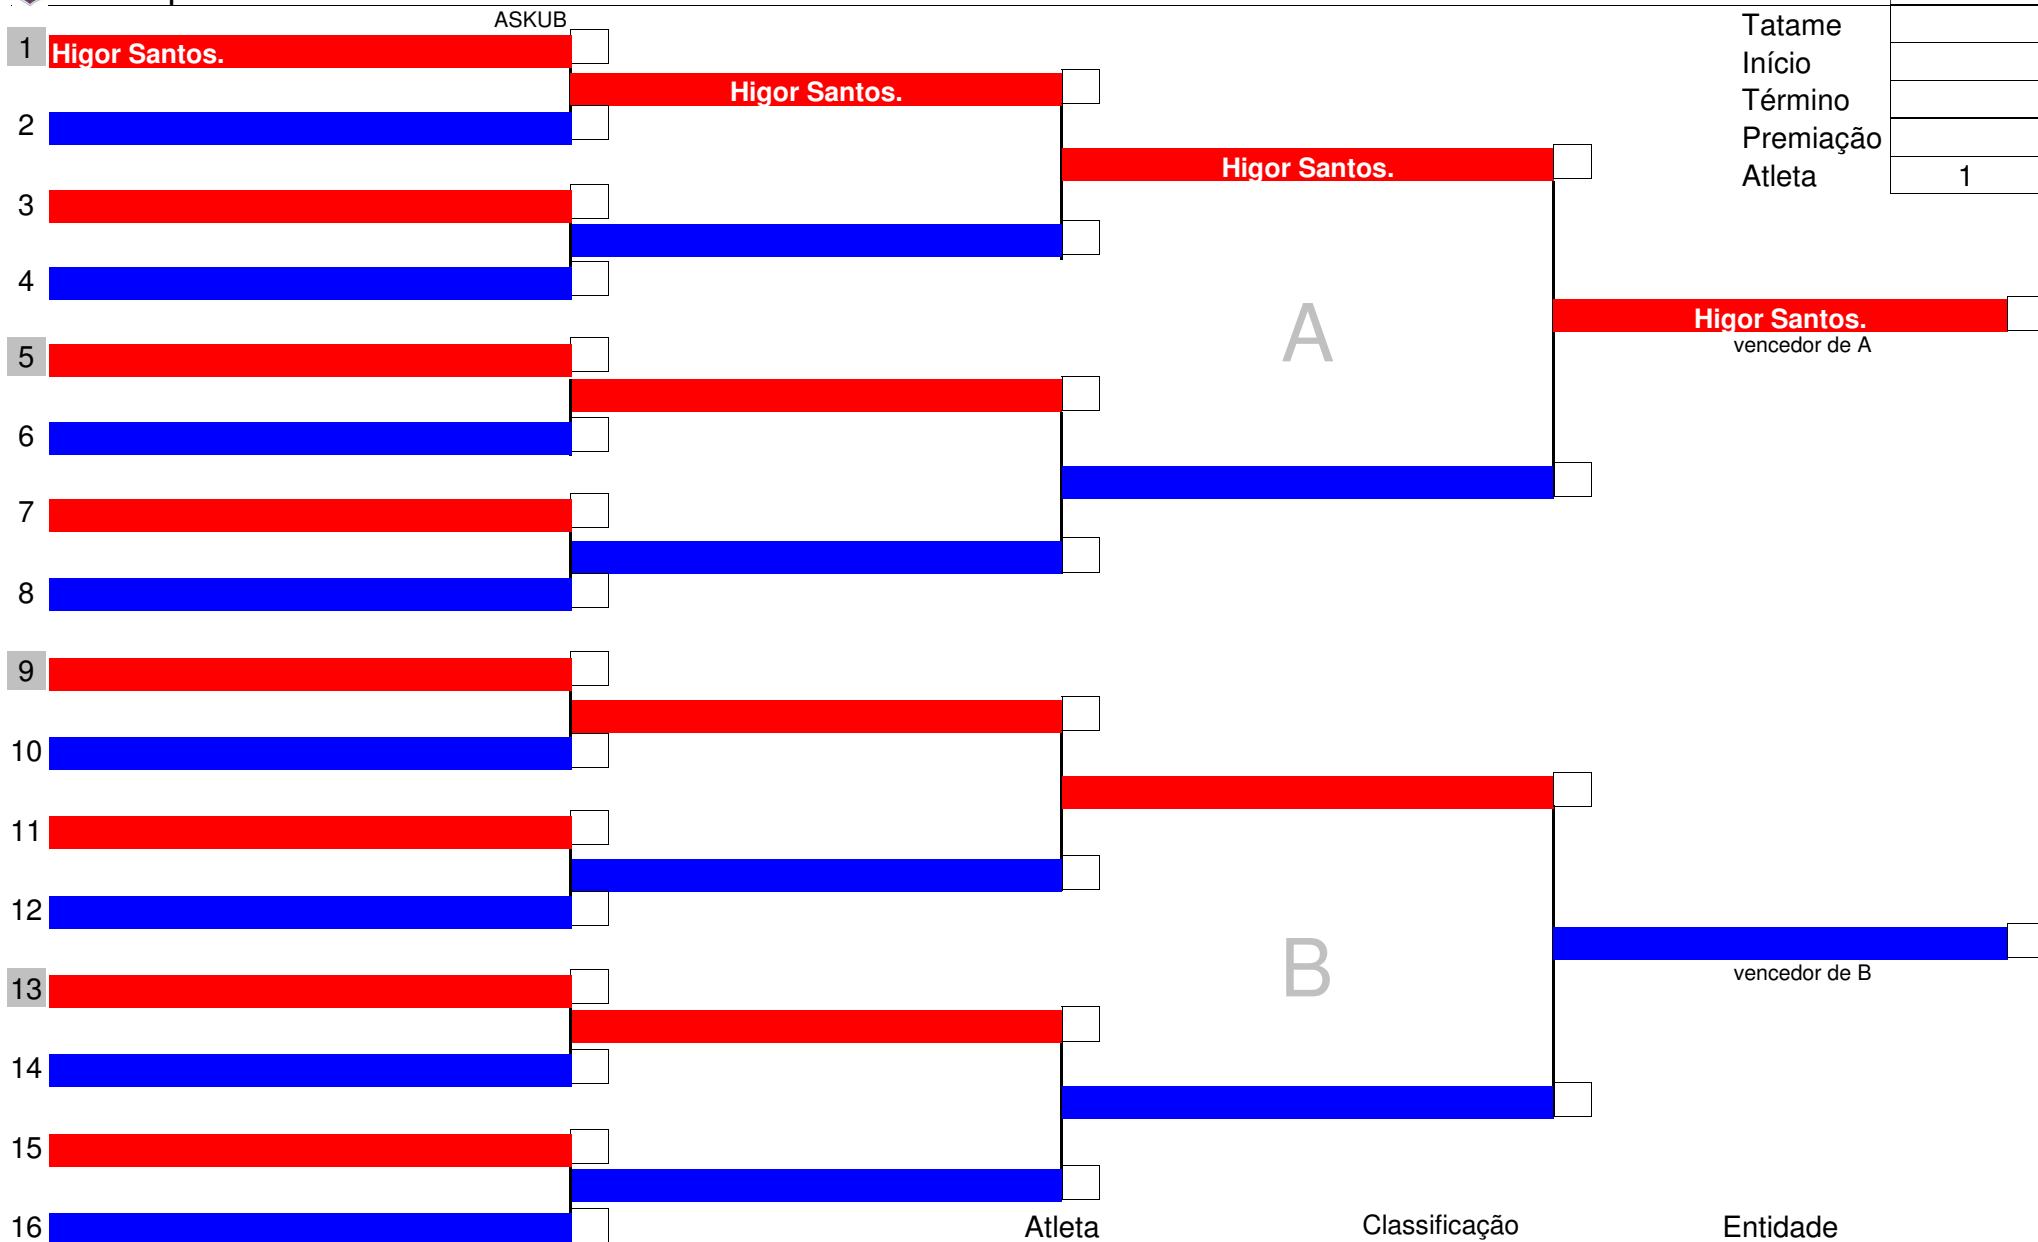 ASKUB
Tatame
1 Higor Santos.
Início
Higor Santos.
Término
2
Premiação
Higor Santos.
Atleta 1
3
4
A
Higor Santos.
vencedor de A
5
6
7
8
9
10
11
12
B
vencedor de B
13
14
15
16
Atleta Classificação Entidade